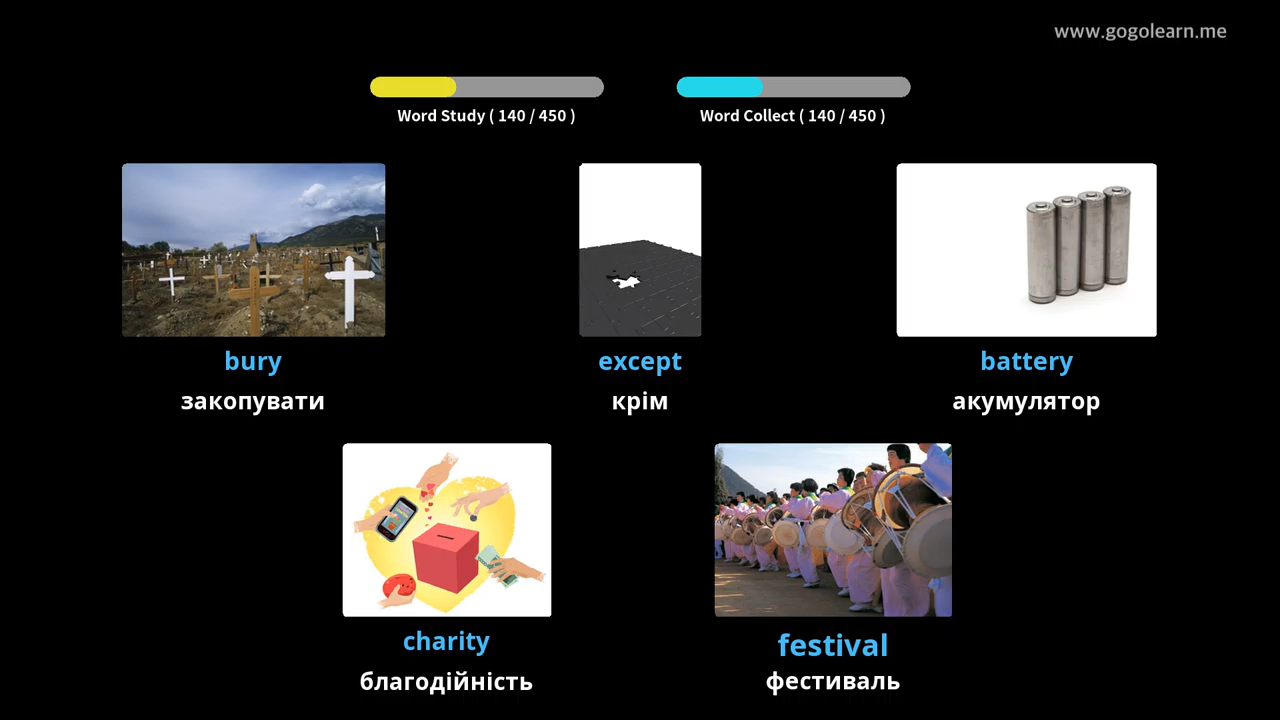 www.gogolearn.me
Word Study ( 140 / 450 )
Word Collect ( 140 / 450 )
bury
закопувати
except
крім
battery
акумулятор
charity
благодійність
festival
фестиваль